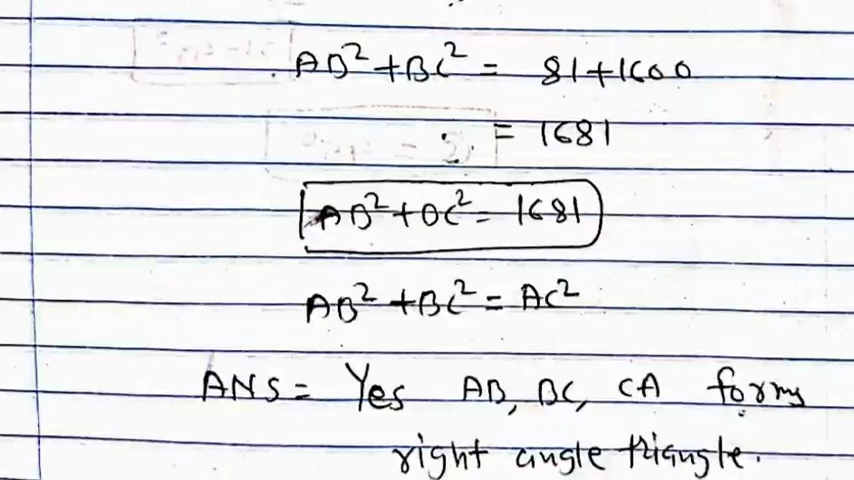 AB² + BC² = 81 + 1600
= 1681
AB² + BC² = 1681
AB² + BC² = AC²
ANS = Yes AB, BC, CA forms
right angle triangle.